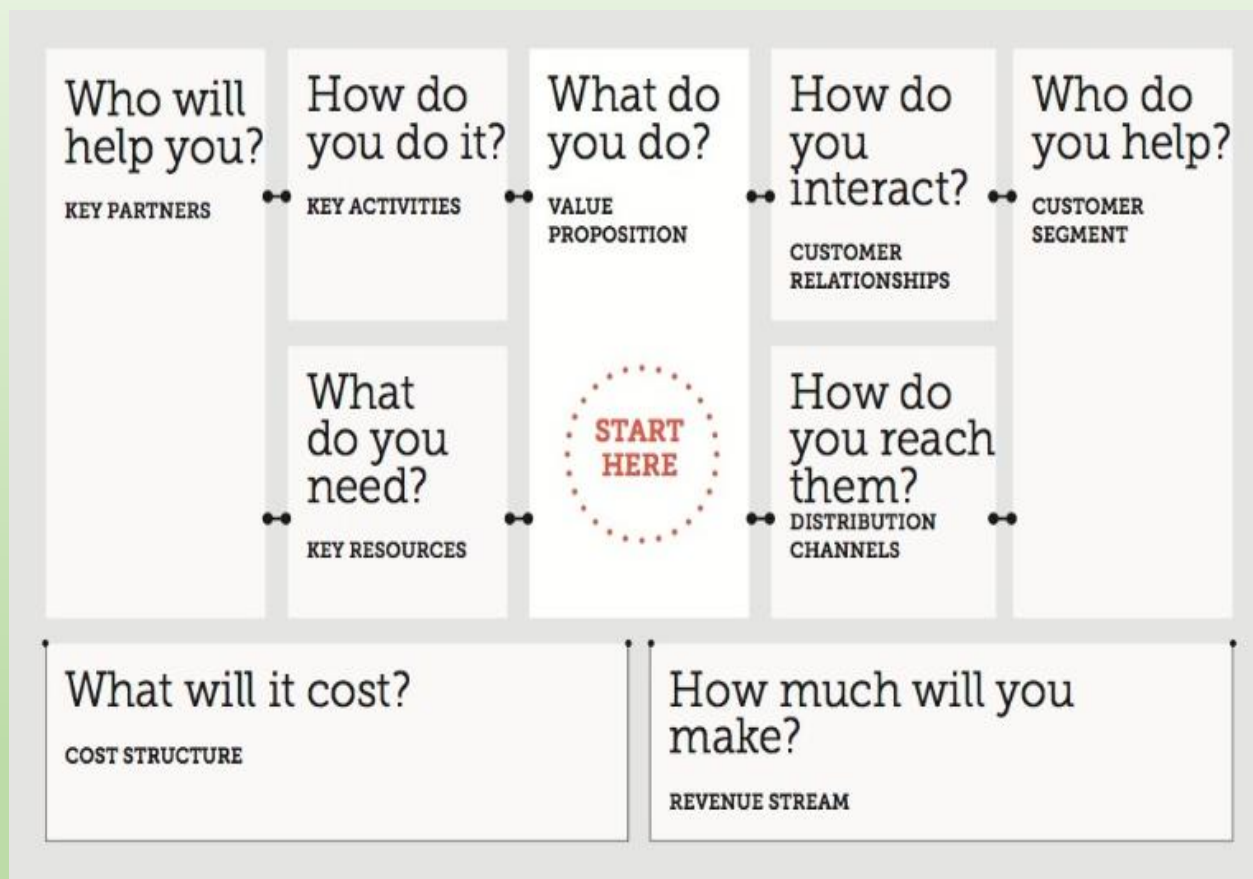 Who will
help you?
KEY PARTNERS
How do
you do it?
KEY ACTIVITIES
What
do you
need?
KEY RESOURCES
What do
you do?
VALUE
PROPOSITION
START
HERE
How do
you
interact?
CUSTOMER
RELATIONSHIPS
How do
you reach
them?
DISTRIBUTION
CHANNELS
Who do
you help?
CUSTOMER
SEGMENT
What will it cost?
COST STRUCTURE
How much will you
make?
REVENUE STREAM